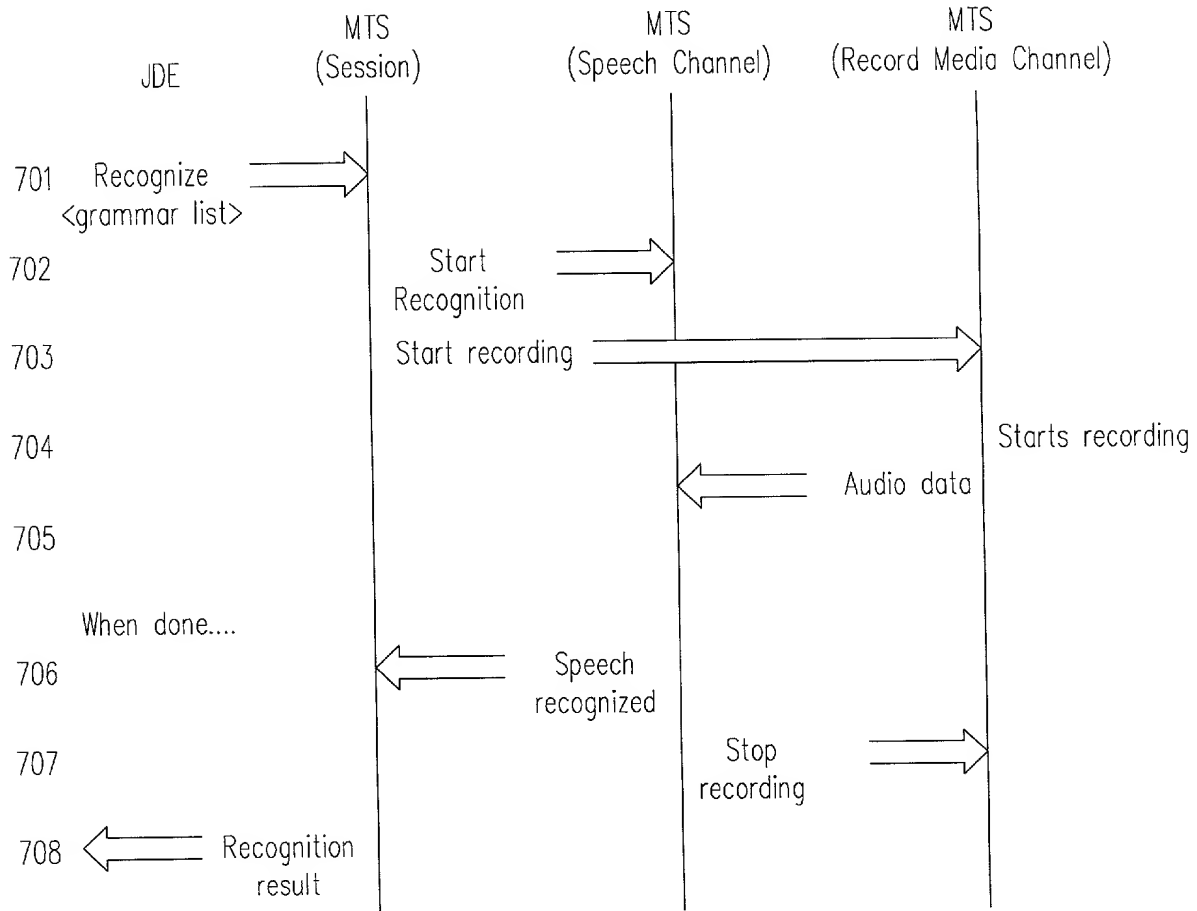 JDE
MTS
(Session)
MTS
(Speech Channel)
MTS
(Record Media Channel)
701
Recognize
<grammar list>
702
Start
Recognition
703
Start recording
704
Starts recording
Audio data
705
When done....
706
Speech
recognized
707
Stop
recording
708
Recognition
result